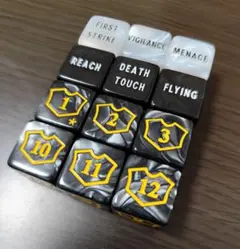 FIRST
STRIKE
VIGILANCE
MENACE
REACH
DEATH
TOUCH
FLYING
1
*
2
3
10
11
12